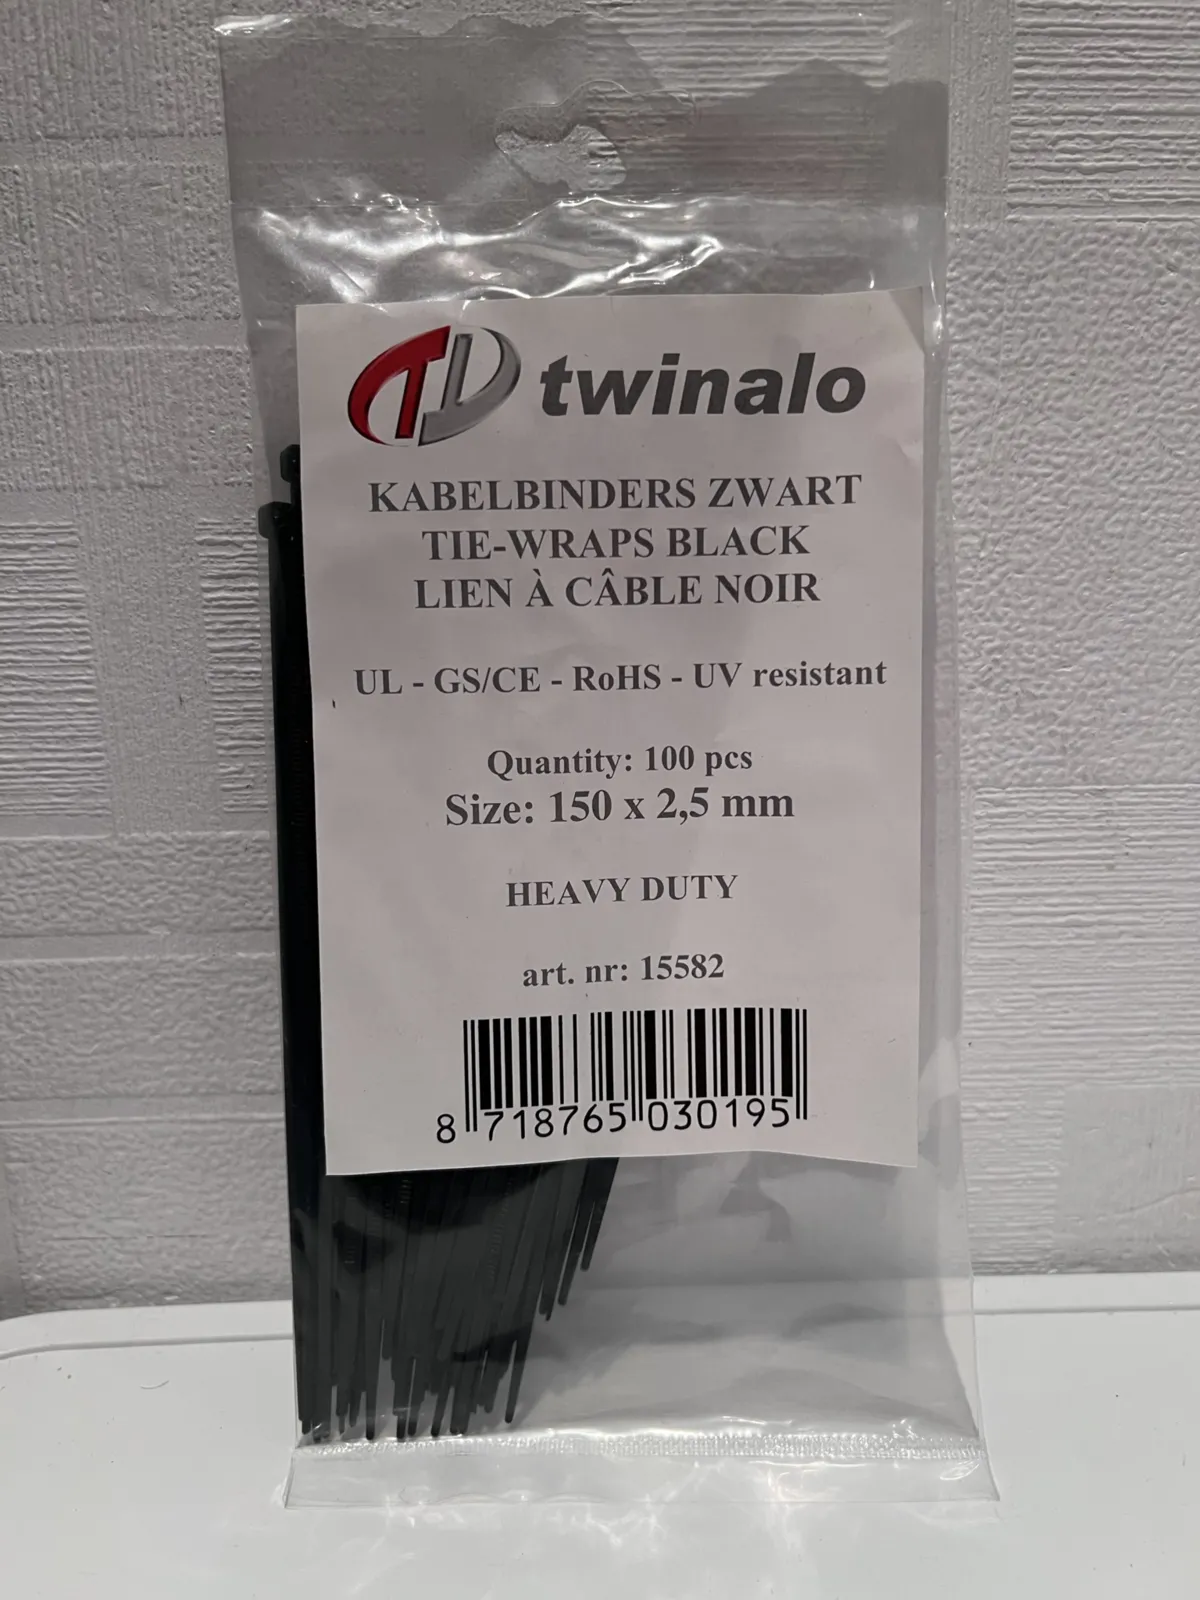 twinalo
KABELBINDERS ZWART
TIE-WRAPS BLACK
LIEN À CÂBLE NOIR
UL - GS/CE - RoHS - UV resistant
Quantity: 100 pcs
Size: 150 x 2,5 mm
HEAVY DUTY
art. nr: 15582
8 718765 030195